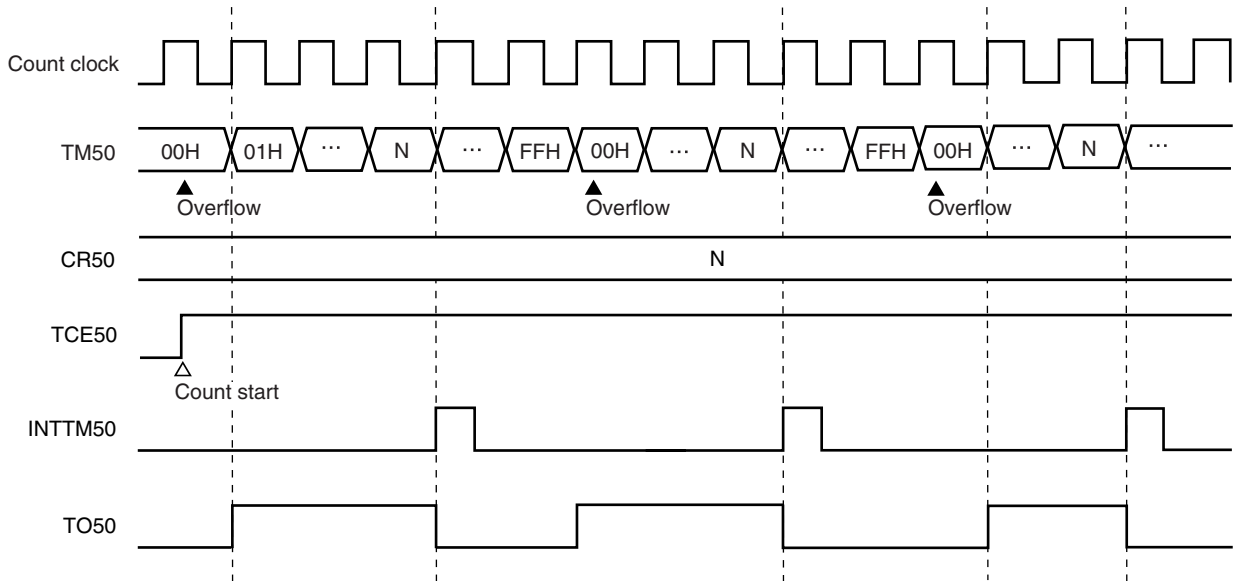 Count clock
TM50 00H 01H ··· N ··· FFH 00H ··· N ··· FFH 00H ··· N ···
Overflow Overflow Overflow
CR50 N
TCE50
Count start
INTTM50
TO50